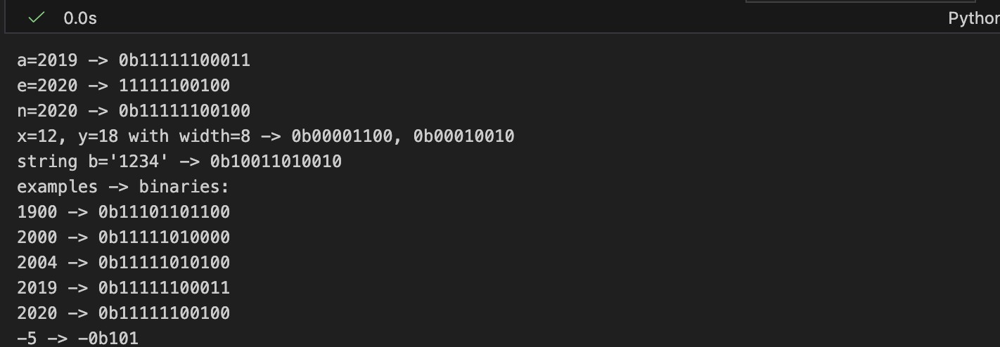 0.0s
Python
a=2019 -> 0b11111100011
e=2020 -> 11111100100
n=2020 -> 0b11111100100
x=12, y=18 with width=8 -> 0b00001100, 0b00010010
string b='1234' -> 0b10011010010
examples -> binaries:
1900 -> 0b11101101100
2000 -> 0b11111010000
2004 -> 0b11111010100
2019 -> 0b11111100011
2020 -> 0b11111100100
-5 -> -0b101